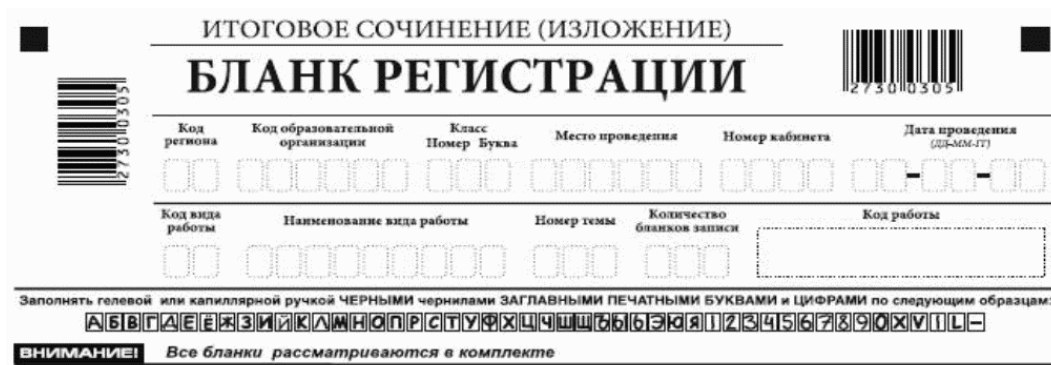 ИТОГОВОЕ СОЧИНЕНИЕ (ИЗЛОЖЕНИЕ)
БЛАНК РЕГИСТРАЦИИ
2730 0305
2730 0305
Код региона
Код образовательной организации
Класс
Номер Буква
Место проведения
Номер кабинета
Дата проведения
(ДД-ММ-ГГ)
Код вида работы
Наименование вида работы
Номер темы
Количество бланков записи
Код работы
Заполнять гелевой или капиллярной ручкой ЧЕРНЫМИ чернилами ЗАГЛАВНЫМИ ПЕЧАТНЫМИ БУКВАМИ и ЦИФРАМИ по следующим образцам:
АБВГДЕЁЖЗИЙКЛМНОПРСТУФХЦЧШЩЪЫЬЭЮЯ1234567890XVIL-
ВНИМАНИЕ! Все бланки рассматриваются в комплекте